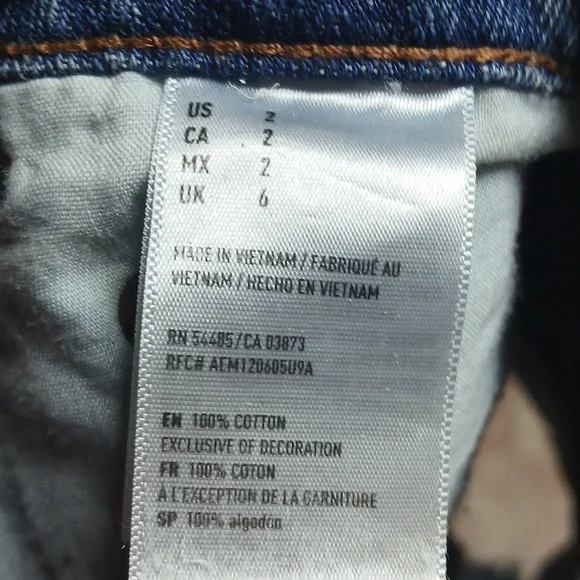 US 2
CA 2
MX 2
UK 6
MADE IN VIETNAM / FABRIQUÉ AU
VIETNAM / HECHO EN VIETNAM
RN 54485/CA 03873
RFC# AEM120605U9A
EN 100% COTTON
EXCLUSIVE OF DECORATION
FR 100% COTON
À L'EXCEPTION DE LA GARNITURE
SP 100% algodón